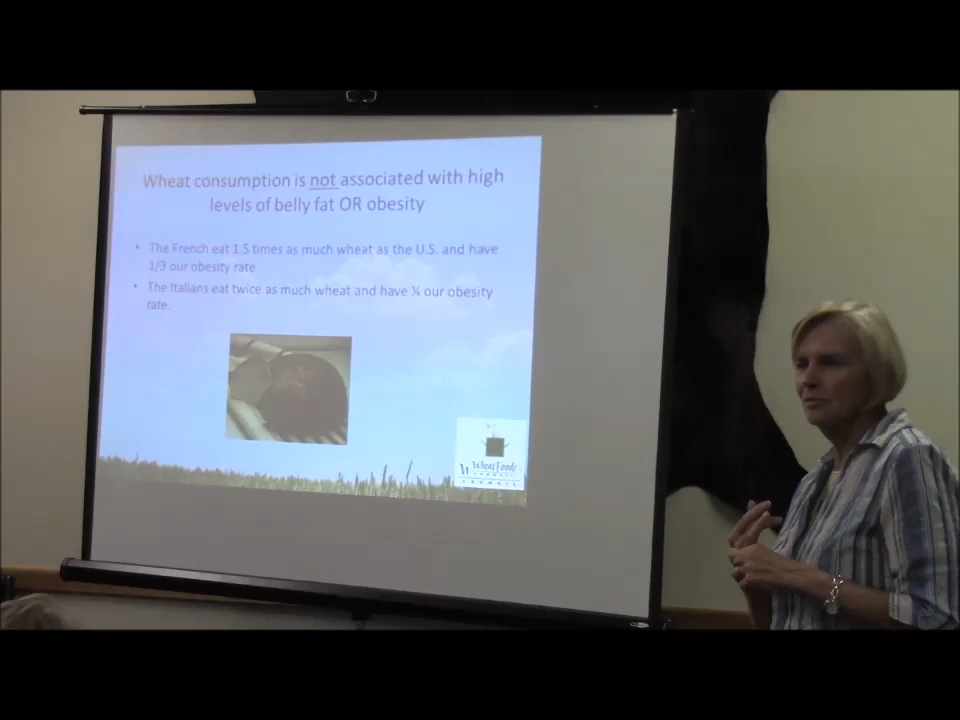 Wheat consumption is not associated with high
levels of belly fat OR obesity
• The French eat 1.5 times as much wheat as the U.S. and have
1/3 our obesity rate
• The Italians eat twice as much wheat and have ¼ our obesity
rate.
Wheat Foods
COUNCIL